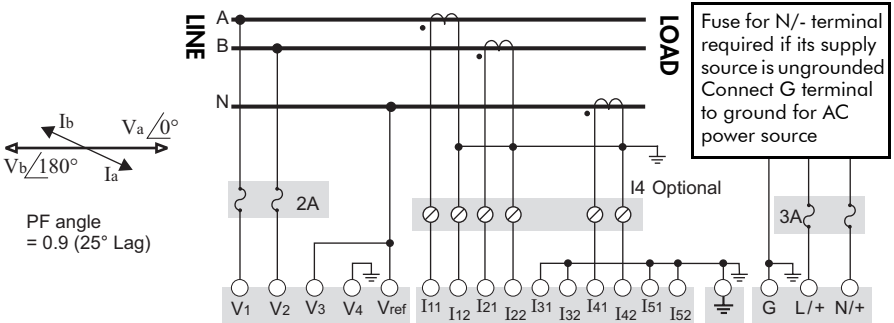 LINE
A
B
N
LOAD
Fuse for N/- terminal
required if its supply
source is ungrounded
Connect G terminal
to ground for AC
power source
Ib
Va/0°
Vb/180°
Ia
PF angle
= 0.9 (25° Lag)
2A
I4 Optional
3A
V1 V2 V3 V4 Vref I11 I12 I21 I22 I31 I32 I41 I42 I51 I52 G L/+ N/+